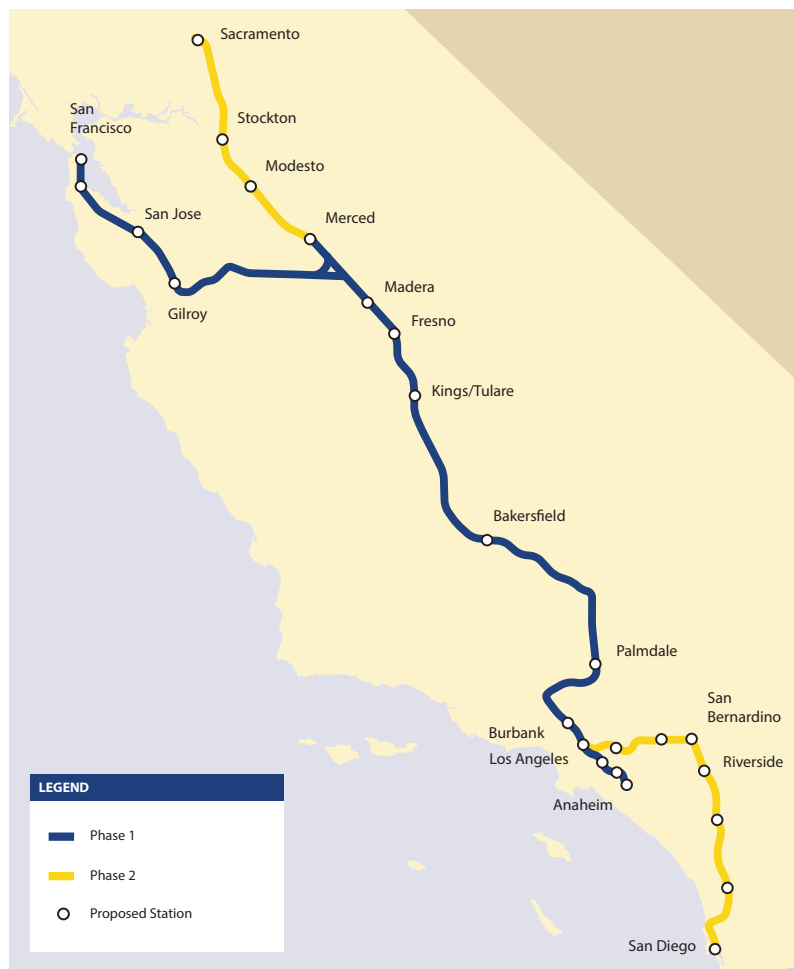 Sacramento
San
Francisco
Stockton
Modesto
San Jose
Merced
Madera
Gilroy
Fresno
Kings/Tulare
Bakersfield
Palmdale
San
Bernardino
Burbank
Los Angeles
Riverside
Anaheim
LEGEND
Phase 1
Phase 2
Proposed Station
San Diego